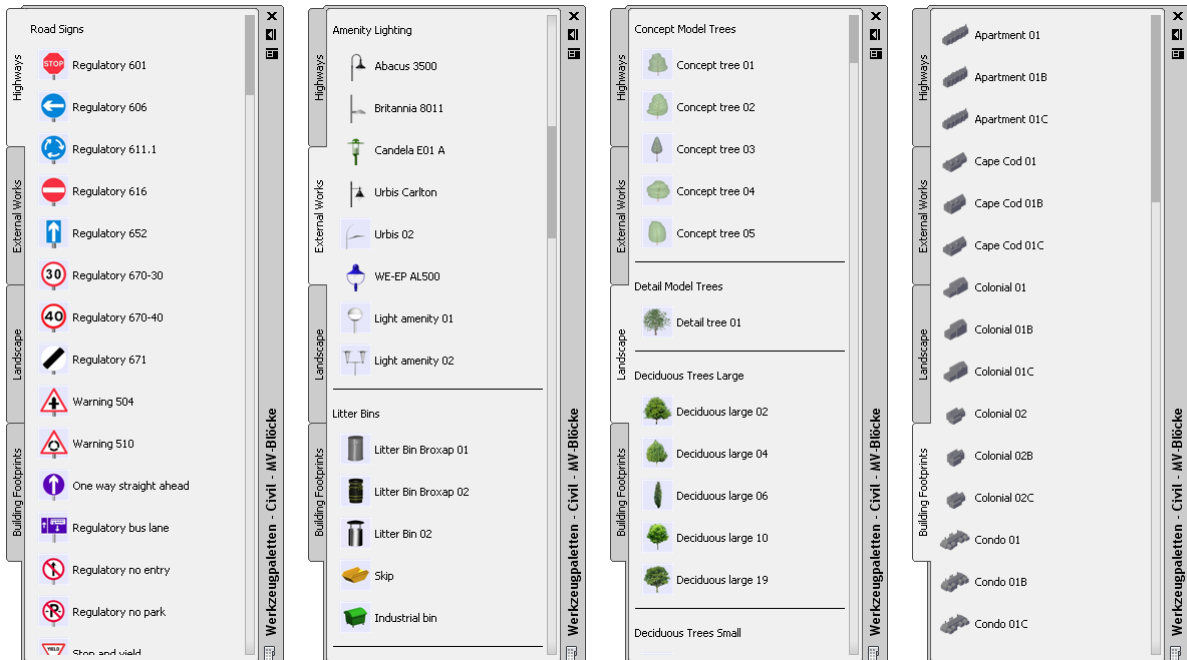 Highways
External Works
Landscape
Building Footprints
Road Signs
STOP
Regulatory 601
Regulatory 606
Regulatory 611.1
Regulatory 616
Regulatory 652
30
Regulatory 670-30
40
Regulatory 670-40
Regulatory 671
Warning 504
Warning 510
One way straight ahead
Regulatory bus lane
Regulatory no entry
P
Regulatory no park
YIELD
Stop and yield
Werkzeugpaletten - Civil - MV-Blöcke
Highways
External Works
Landscape
Building Footprints
Amenity Lighting
Abacus 3500
Britannia 8011
Candela E01 A
Urbis Carlton
Urbis 02
WE-EP AL500
Light amenity 01
Light amenity 02
Litter Bins
Litter Bin Broxap 01
Litter Bin Broxap 02
Litter Bin 02
Skip
Industrial bin
Werkzeugpaletten - Civil - MV-Blöcke
Highways
External Works
Landscape
Building Footprints
Concept Model Trees
Concept tree 01
Concept tree 02
Concept tree 03
Concept tree 04
Concept tree 05
Detail Model Trees
Detail tree 01
Deciduous Trees Large
Deciduous large 02
Deciduous large 04
Deciduous large 06
Deciduous large 10
Deciduous large 19
Deciduous Trees Small
Werkzeugpaletten - Civil - MV-Blöcke
Highways
External Works
Landscape
Building Footprints
Apartment 01
Apartment 01B
Apartment 01C
Cape Cod 01
Cape Cod 01B
Cape Cod 01C
Colonial 01
Colonial 01B
Colonial 01C
Colonial 02
Colonial 02B
Colonial 02C
Condo 01
Condo 01B
Condo 01C
Werkzeugpaletten - Civil - MV-Blöcke